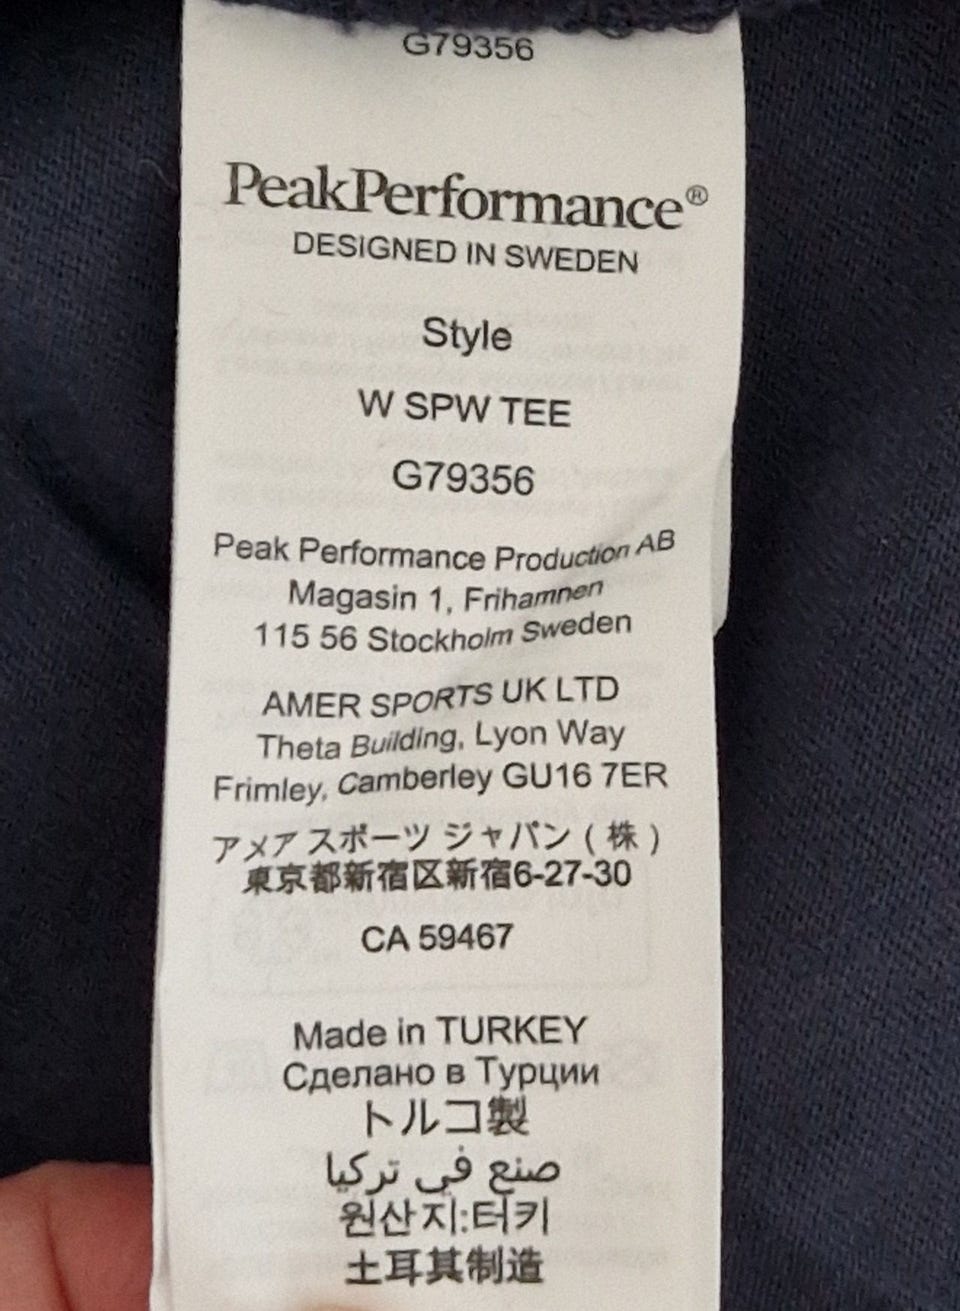 G79356
PeakPerformance®
DESIGNED IN SWEDEN
Style
W SPW TEE
G79356
Peak Performance Production AB
Magasin 1, Frihamnen
115 56 Stockholm Sweden
AMER SPORTS UK LTD
Theta Building, Lyon Way
Frimley, Camberley GU16 7ER
アメア スポーツ ジャパン ( 株 )
東京都新宿区新宿6-27-30
CA 59467
Made in TURKEY
Сделано в Турции
トルコ製
صنع في تركيا
원산지:터키
土耳其制造